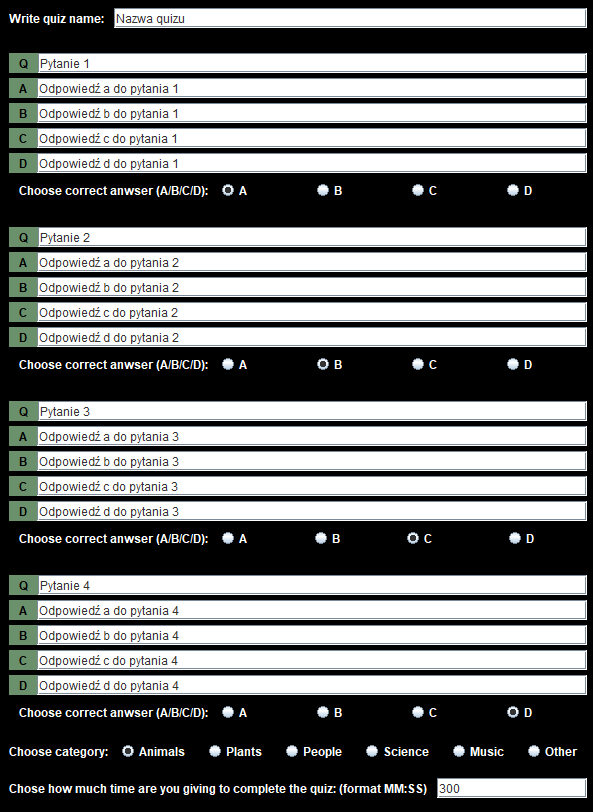 Write quiz name: Nazwa quizu
Q Pytanie 1
A Odpowiedź a do pytania 1
B Odpowiedź b do pytania 1
C Odpowiedź c do pytania 1
D Odpowiedź d do pytania 1
Choose correct anwser (A/B/C/D): A B C D
Q Pytanie 2
A Odpowiedź a do pytania 2
B Odpowiedź b do pytania 2
C Odpowiedź c do pytania 2
D Odpowiedź d do pytania 2
Choose correct anwser (A/B/C/D): A B C D
Q Pytanie 3
A Odpowiedź a do pytania 3
B Odpowiedź b do pytania 3
C Odpowiedź c do pytania 3
D Odpowiedź d do pytania 3
Choose correct anwser (A/B/C/D): A B C D
Q Pytanie 4
A Odpowiedź a do pytania 4
B Odpowiedź b do pytania 4
C Odpowiedź c do pytania 4
D Odpowiedź d do pytania 4
Choose correct anwser (A/B/C/D): A B C D
Choose category: Animals Plants People Science Music Other
Chose how much time are you giving to complete the quiz: (format MM:SS) 300